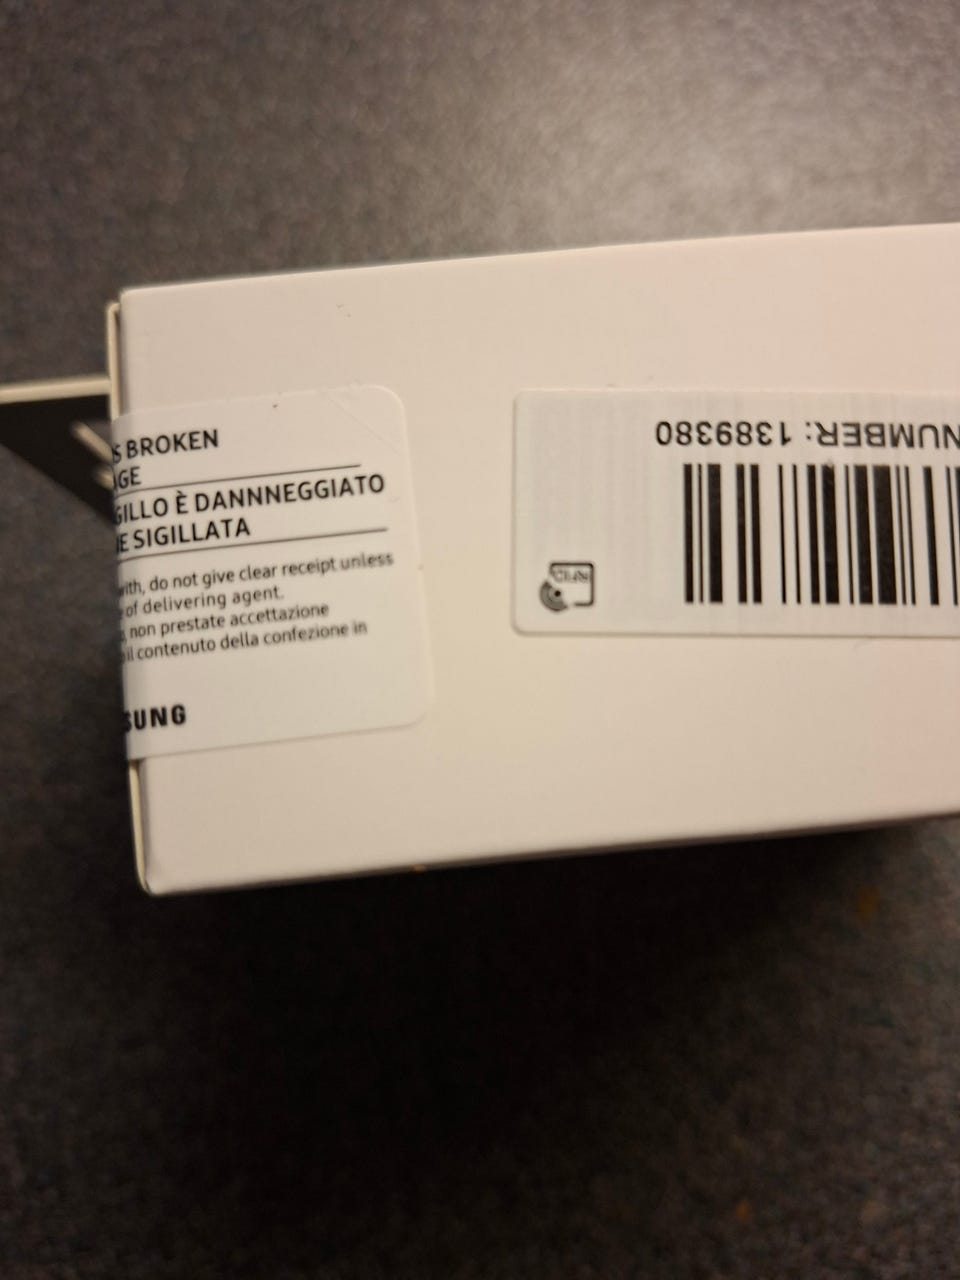 S BROKEN
GE
GILLO È DANNNEGGIATO
E SIGILLATA
with, do not give clear receipt unless
of delivering agent.
, non prestate accettazione
il contenuto della confezione in
SUNG
NUMBER: 1389380
RFID